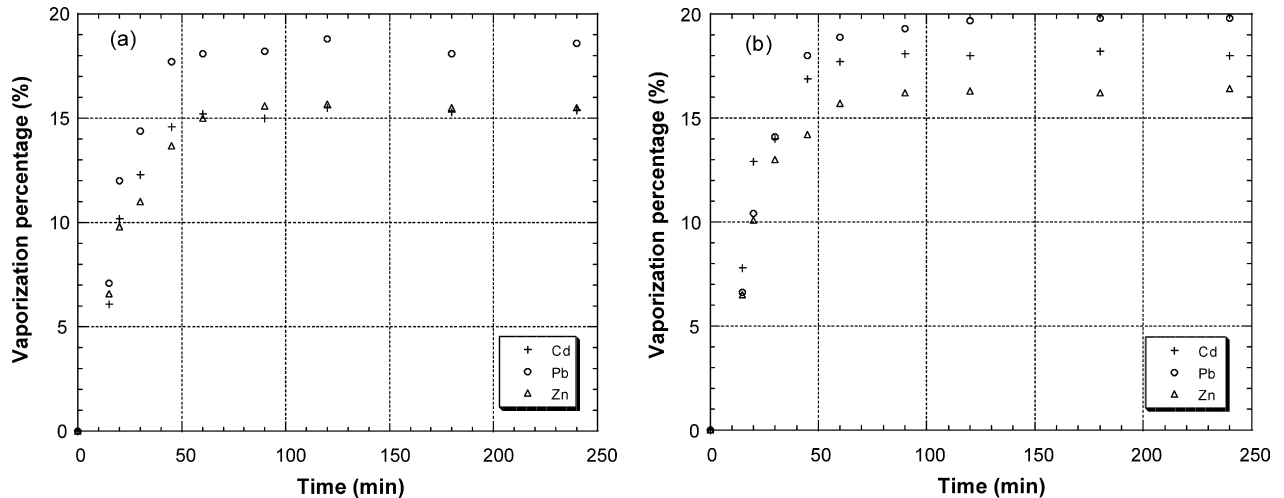 (a)
Vaporization percentage (%)
20
15
10
5
0
0 50 100 150 200 250
Time (min)
Cd
Pb
Zn
(b)
Vaporization percentage (%)
20
15
10
5
0
0 50 100 150 200 250
Time (min)
Cd
Pb
Zn